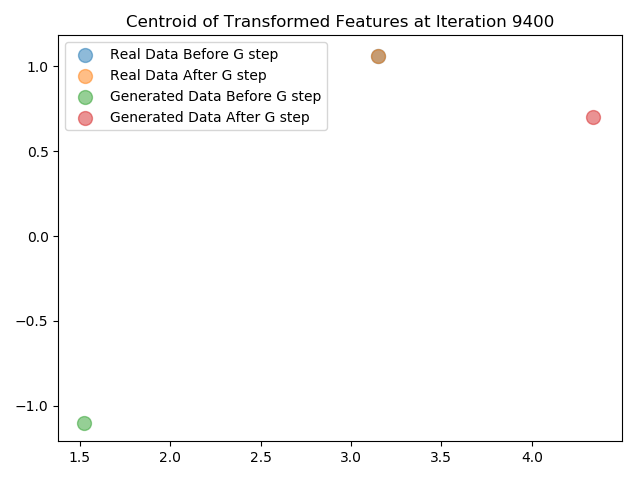 Centroid of Transformed Features at Iteration 9400
Real Data Before G step
Real Data After G step
Generated Data Before G step
Generated Data After G step
1.0
0.5
0.0
−0.5
−1.0
1.5 2.0 2.5 3.0 3.5 4.0